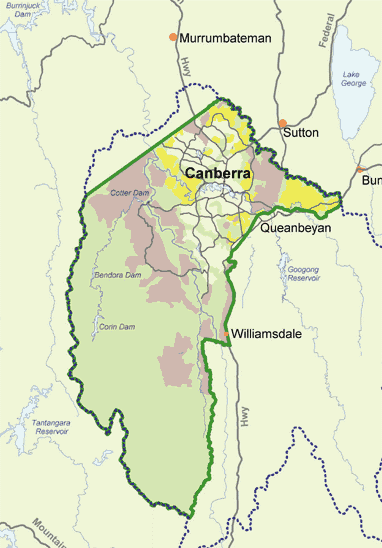 Burrinjuck
Dam
Murrumbateman
Hwy
Federal
Lake
George
Sutton
Canberra
Bun
Cotter Dam
Queanbeyan
Bendora Dam
Googong
Reservoir
Corin Dam
Williamsdale
Tantangara
Reservoir
Hwy
Mountain